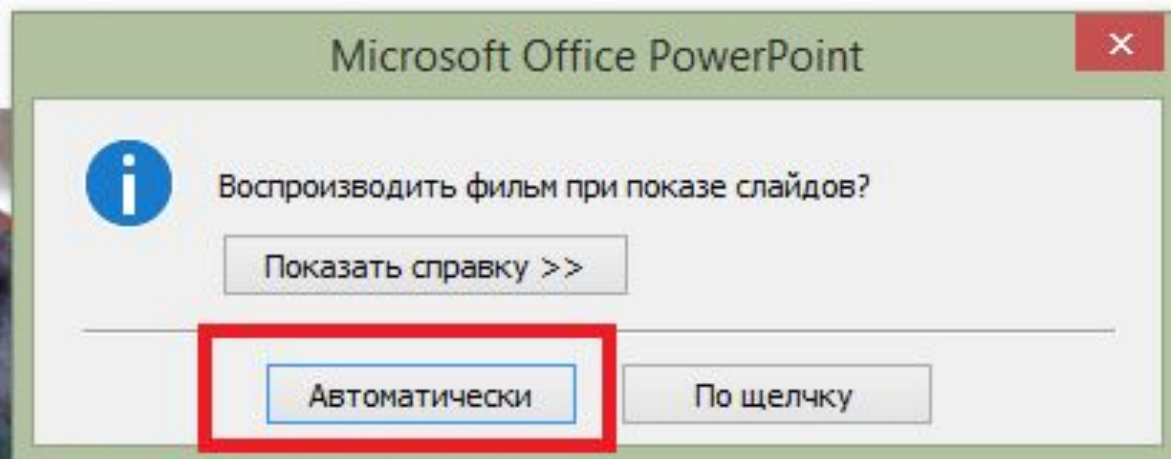 Microsoft Office PowerPoint
Воспроизводить фильм при показе слайдов?
Показать справку >>
Автоматически
По щелчку